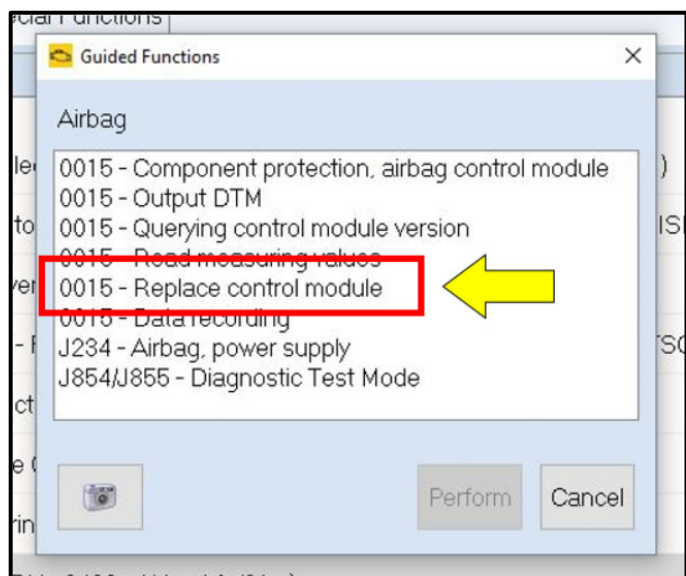 ecial Functions
Guided Functions
Airbag
0015 - Component protection, airbag control module
0015 - Output DTM
0015 - Querying control module version
0015 - Read measuring values
0015 - Replace control module
0015 - Data recording
J234 - Airbag, power supply
J854/J855 - Diagnostic Test Mode
Perform
Cancel